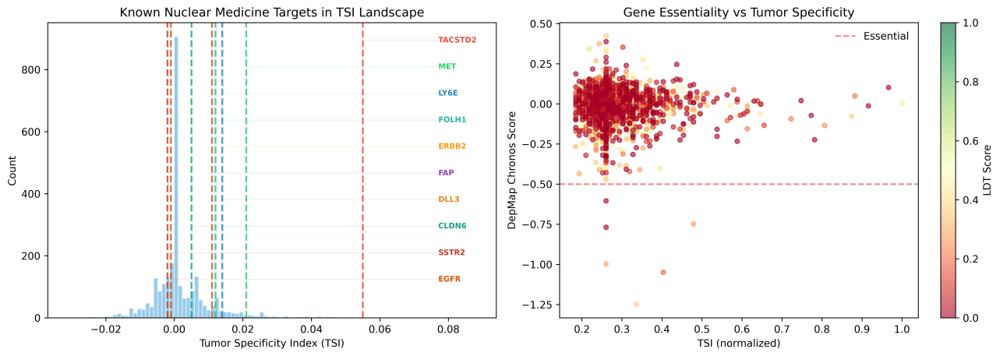 Known Nuclear Medicine Targets in TSI Landscape
Count
800
600
400
200
0
TACSTD2
MET
LY6E
FOLH1
ERBB2
FAP
DLL3
CLDN6
SSTR2
EGFR
−0.02
0.00
0.02
0.04
0.06
0.08
Tumor Specificity Index (TSI)
Gene Essentiality vs Tumor Specificity
DepMap Chronos Score
0.50
0.25
0.00
−0.25
−0.50
−0.75
−1.00
−1.25
Essential
0.2
0.3
0.4
0.5
0.6
0.7
0.8
0.9
1.0
TSI (normalized)
1.0
0.8
0.6
0.4
0.2
0.0
LDT Score